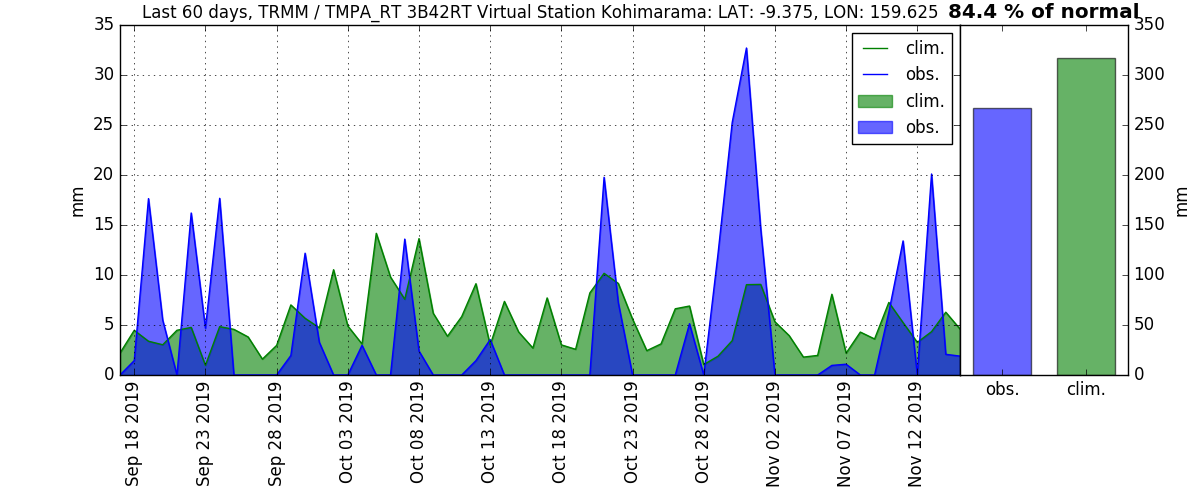 Last 60 days, TRMM / TMPA_RT 3B42RT Virtual Station Kohimarama: LAT: -9.375, LON: 159.625 84.4 % of normal
35
30
25
20
15
10
5
0
mm
clim.
obs.
clim.
obs.
Sep 18 2019
Sep 23 2019
Sep 28 2019
Oct 03 2019
Oct 08 2019
Oct 13 2019
Oct 18 2019
Oct 23 2019
Oct 28 2019
Nov 02 2019
Nov 07 2019
Nov 12 2019
350
300
250
200
150
100
50
0
mm
obs.
clim.